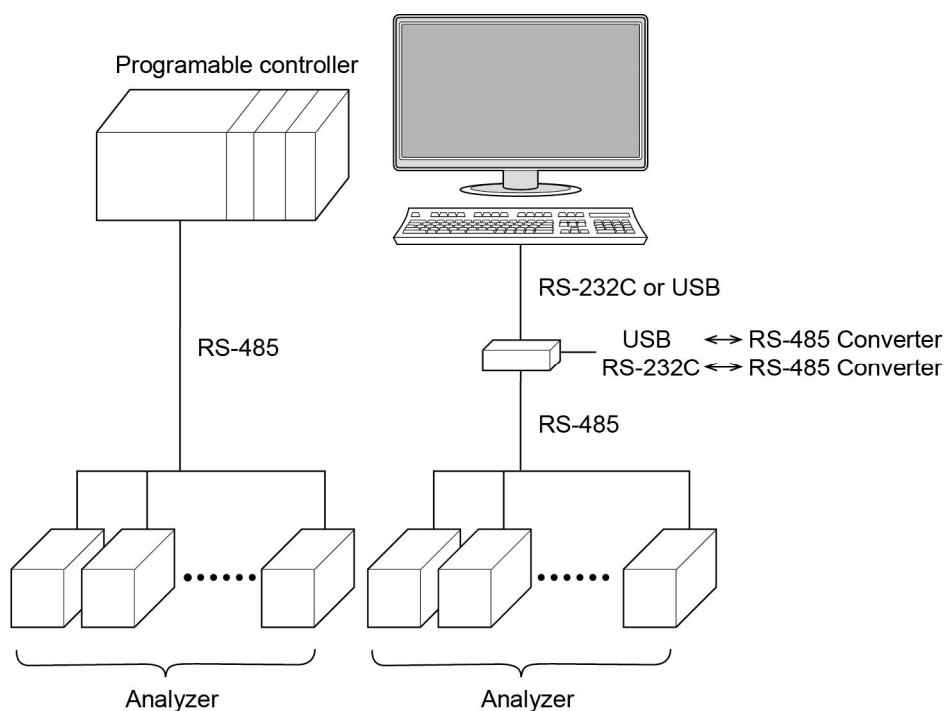 Programable controller
RS-232C or USB
USB ↔ RS-485 Converter
RS-232C ↔ RS-485 Converter
RS-485
RS-485
Analyzer
Analyzer